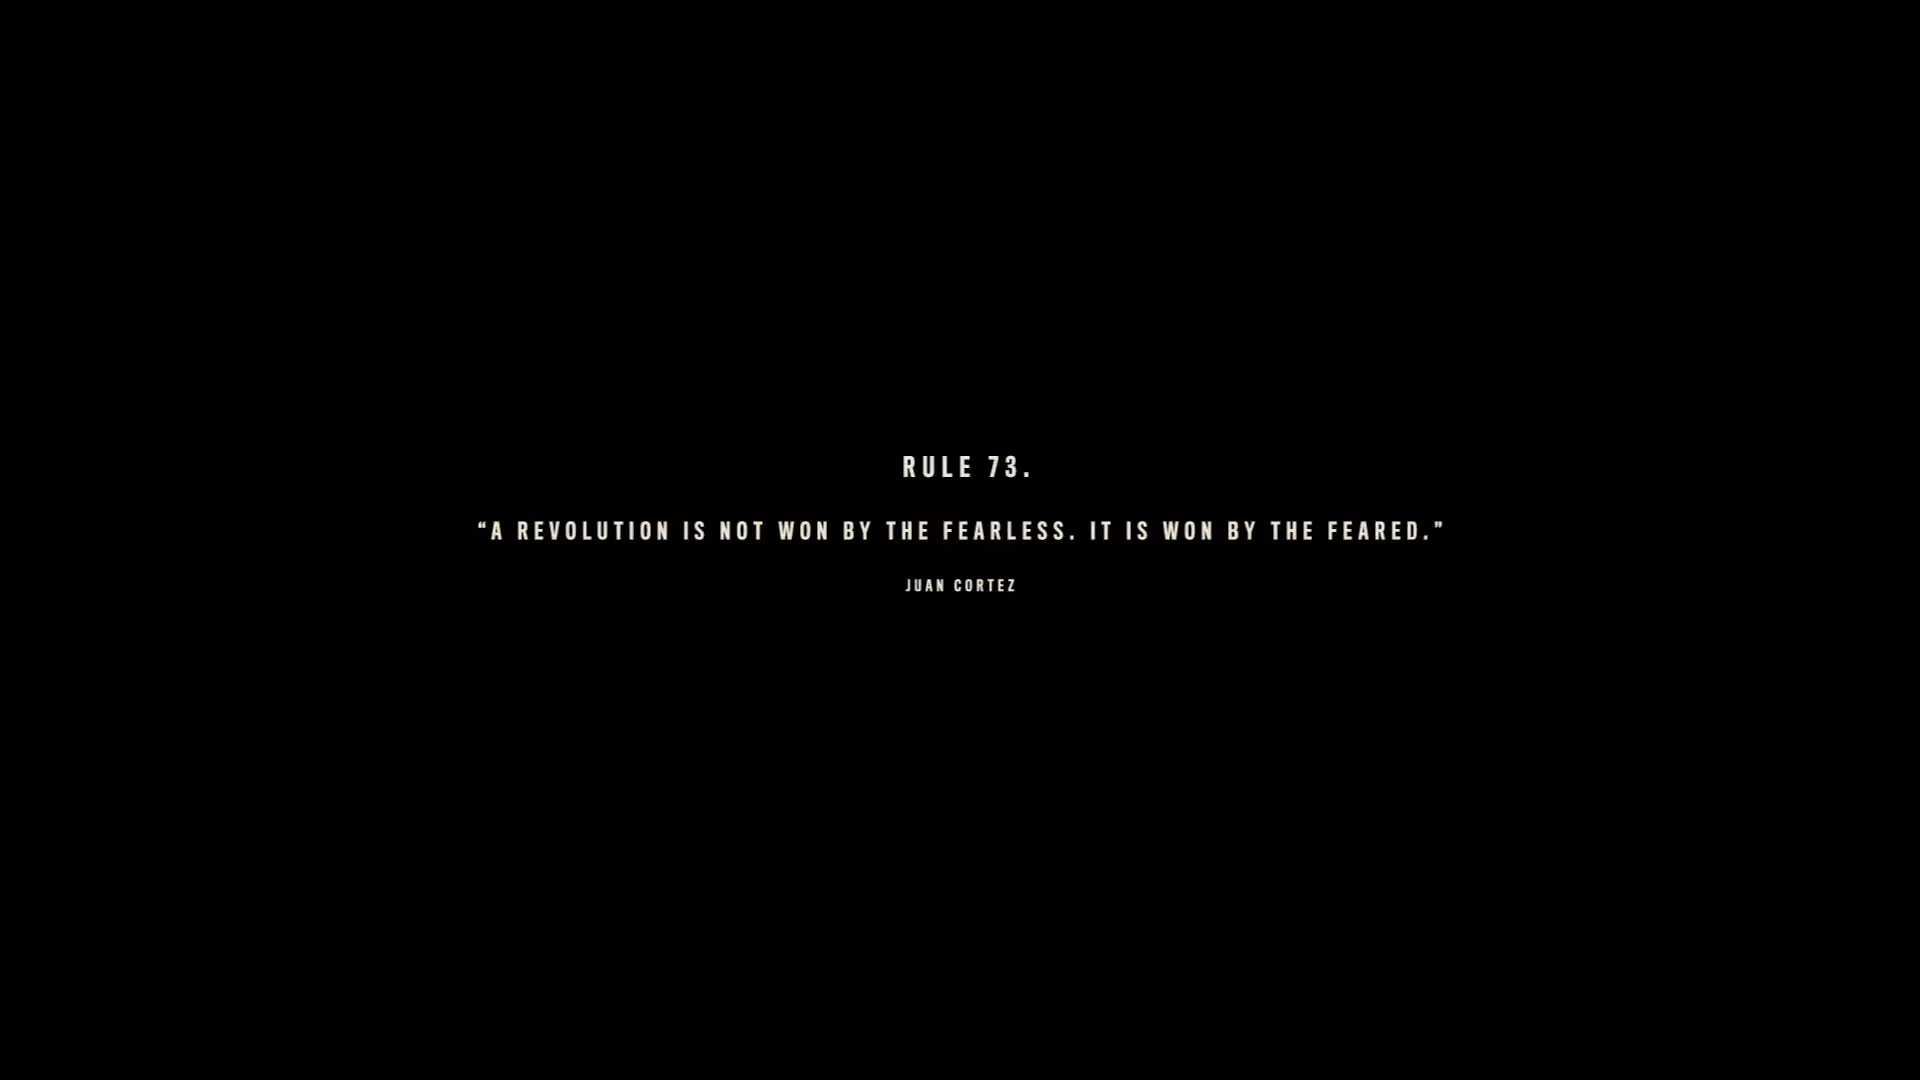 RULE 73.
“A REVOLUTION IS NOT WON BY THE FEARLESS. IT IS WON BY THE FEARED.”
JUAN CORTEZ